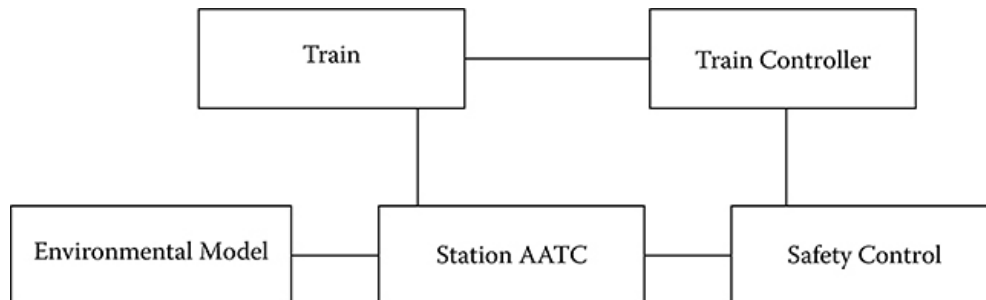 Train
Train Controller
Environmental Model
Station AATC
Safety Control